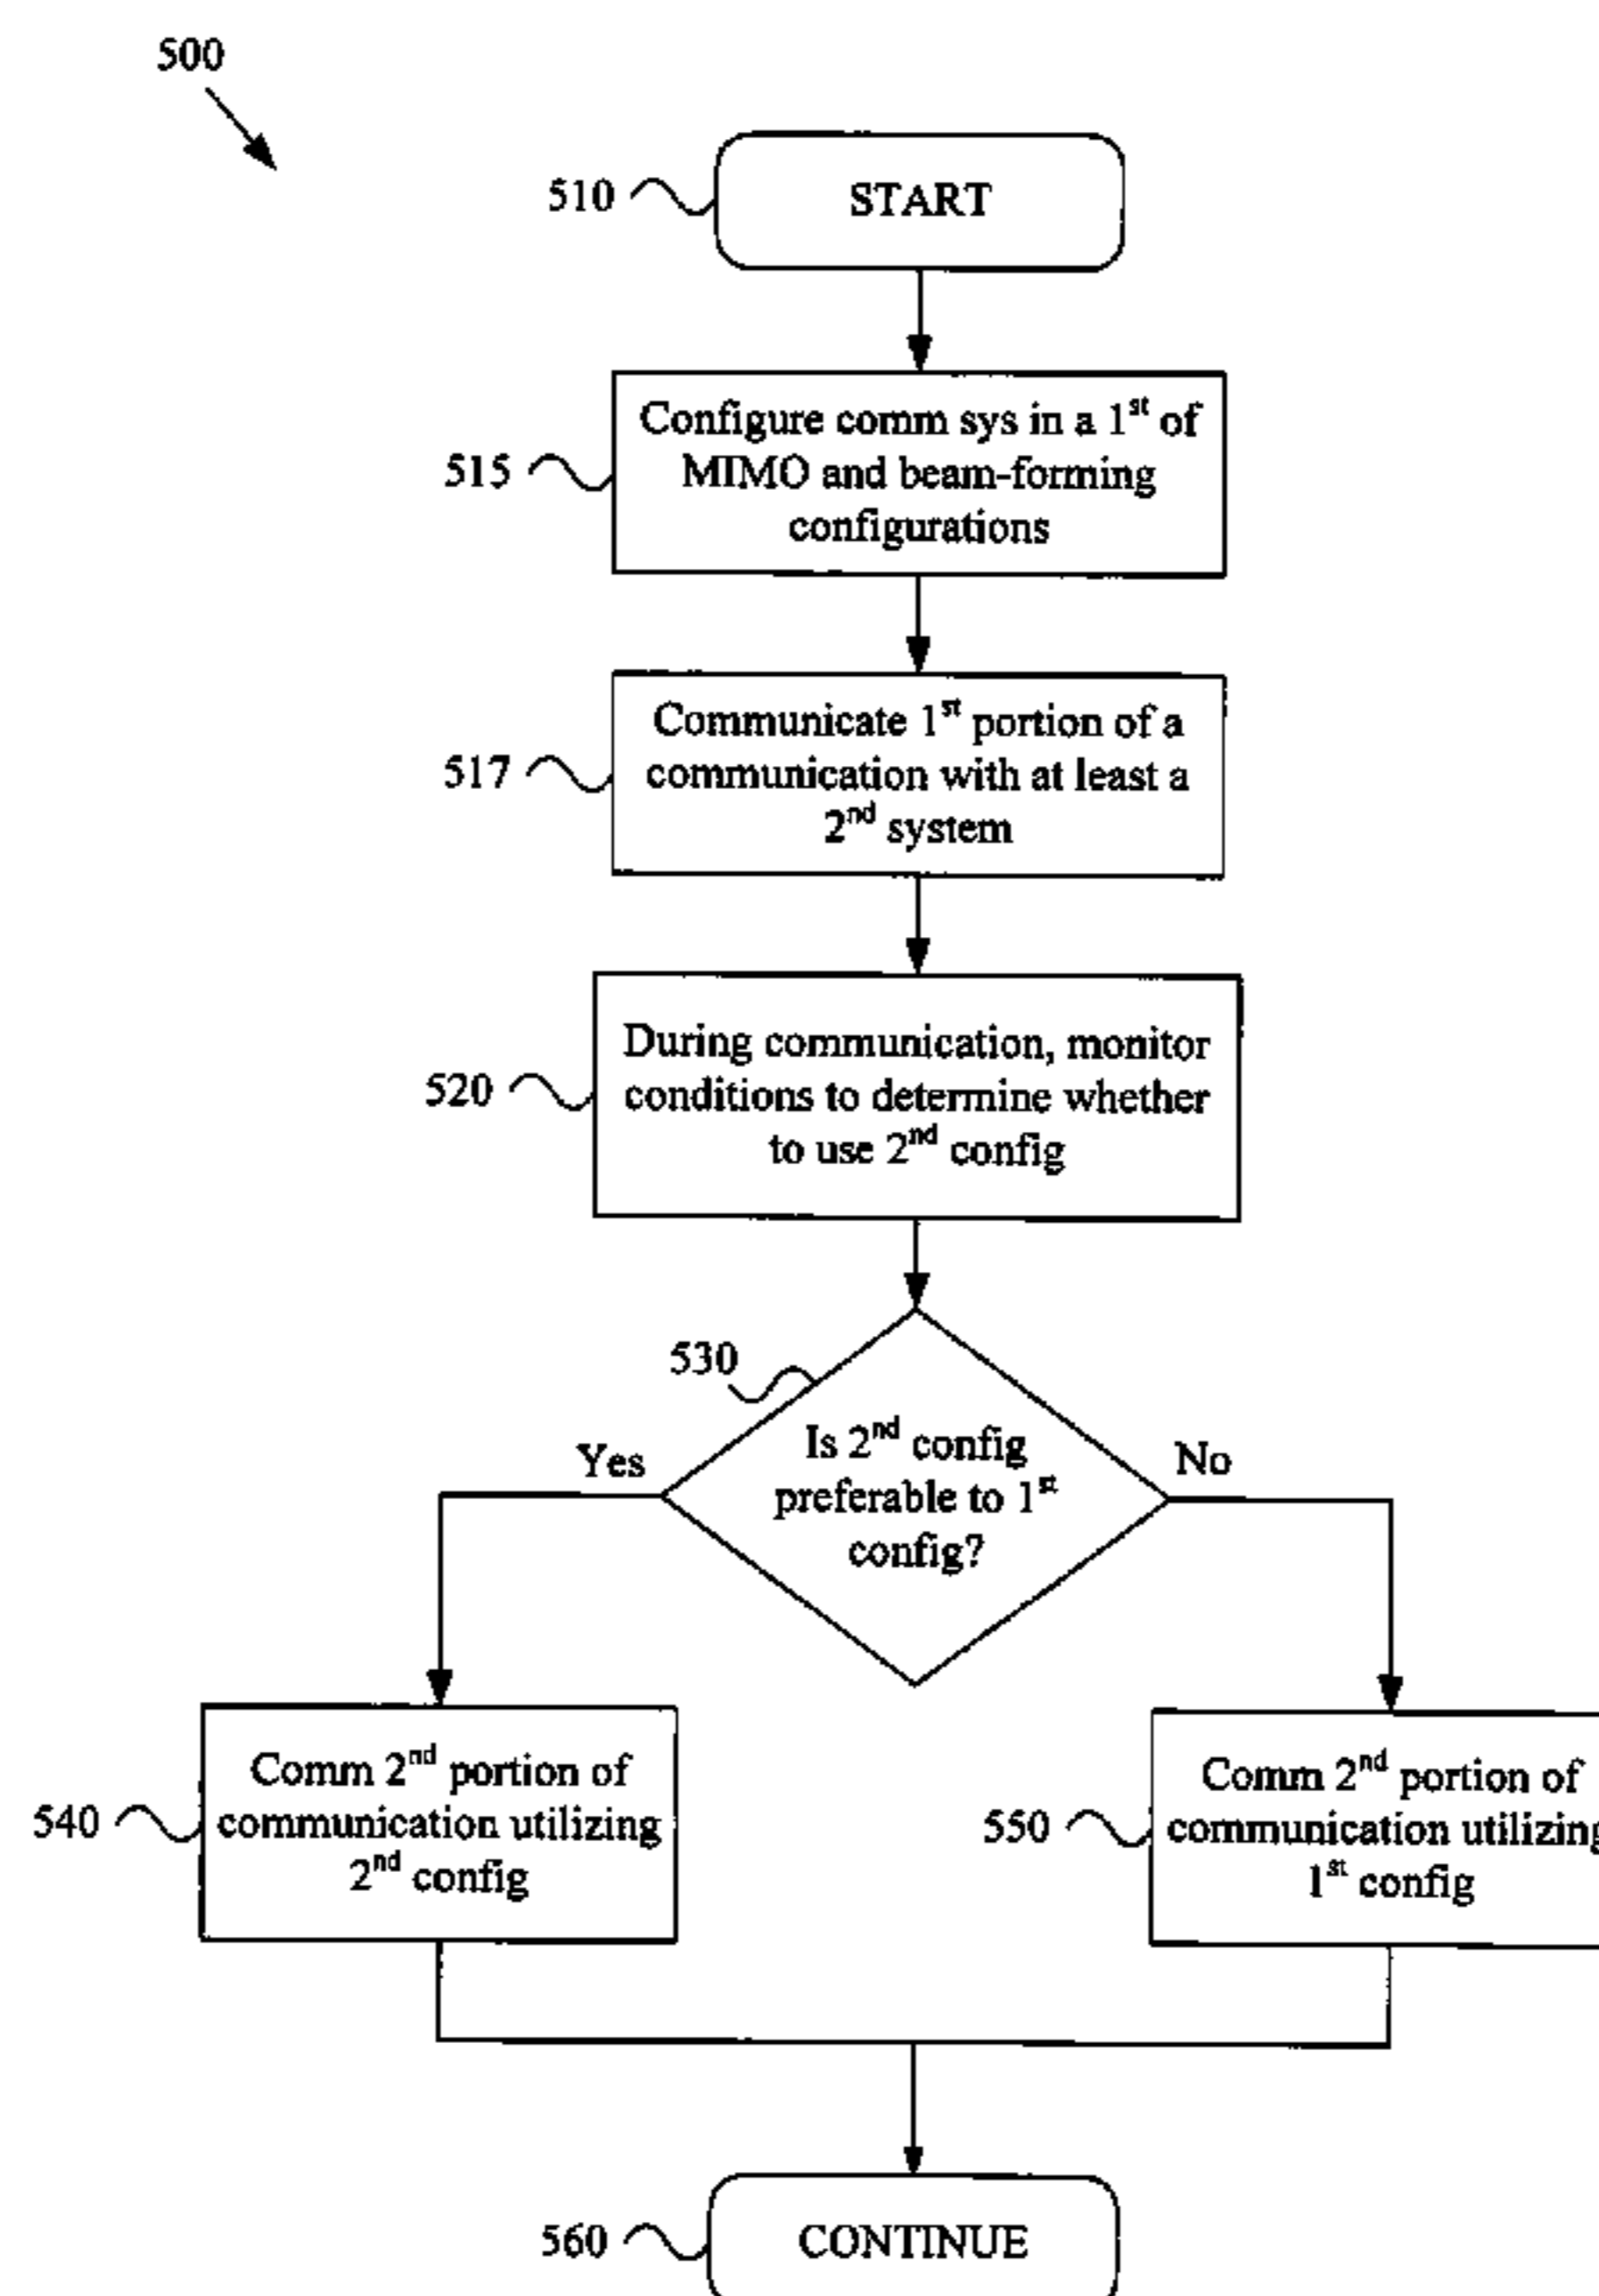 500
510
START
515
Configure comm sys in a 1st of
MIMO and beam-forming
configurations
517
Communicate 1st portion of a
communication with at least a
2nd system
520
During communication, monitor
conditions to determine whether
to use 2nd config
530
Is 2nd config
preferable to 1st
config?
Yes
No
540
Comm 2nd portion of
communication utilizing
2nd config
550
Comm 2nd portion of
communication utilizing
1st config
560
CONTINUE